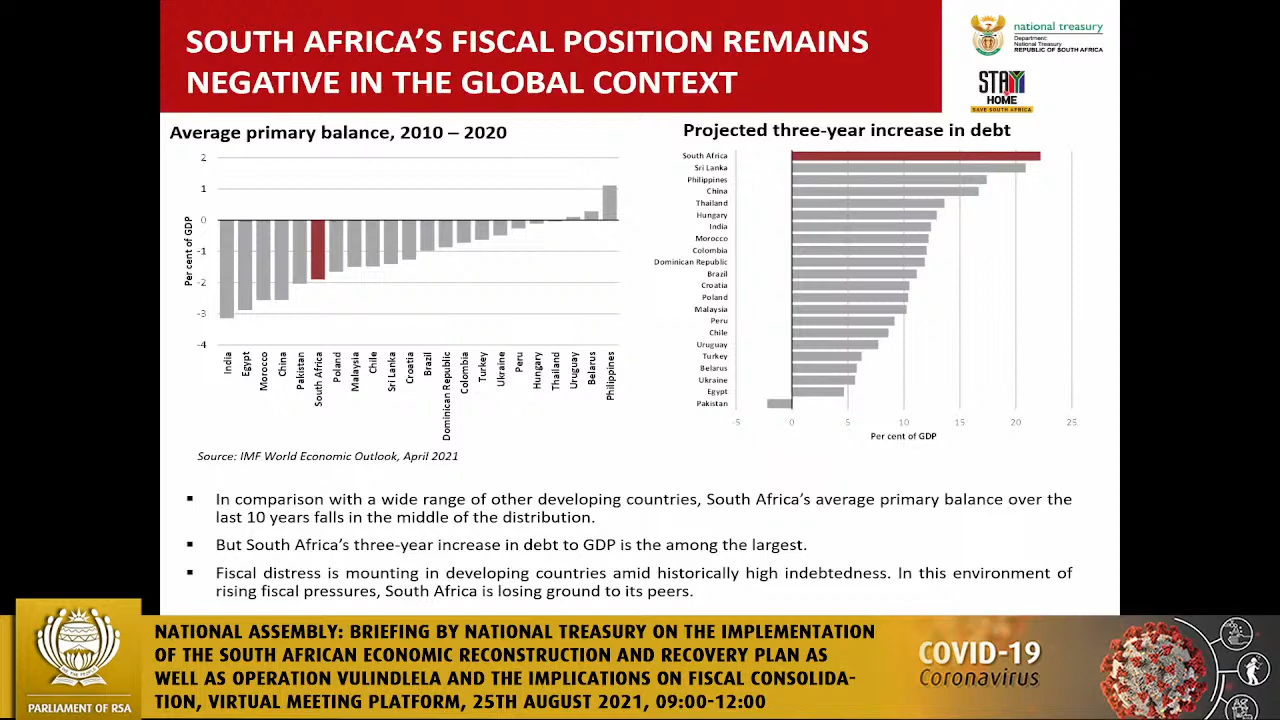 SOUTH AFRICA'S FISCAL POSITION REMAINS
NEGATIVE IN THE GLOBAL CONTEXT
national treasury
Department:
National Treasury
REPUBLIC OF SOUTH AFRICA
STAY
HOME
SAVE SOUTH AFRICA
Average primary balance, 2010 – 2020
2
1
0
-1
-2
-3
-4
Per cent of GDP
India
Egypt
Morocco
China
Pakistan
South Africa
Poland
Malaysia
Chile
Sri Lanka
Croatia
Brazil
Dominican Republic
Colombia
Turkey
Ukraine
Peru
Hungary
Thailand
Uruguay
Belarus
Philippines
Source: IMF World Economic Outlook, April 2021
Projected three-year increase in debt
South Africa
Sri Lanka
Philippines
China
Thailand
Hungary
India
Morocco
Colombia
Dominican Republic
Brazil
Croatia
Poland
Malaysia
Peru
Chile
Uruguay
Turkey
Belarus
Ukraine
Egypt
Pakistan
-5 0 5 10 15 20 25
Per cent of GDP
▪ In comparison with a wide range of other developing countries, South Africa's average primary balance over the
last 10 years falls in the middle of the distribution.
▪ But South Africa's three-year increase in debt to GDP is the among the largest.
▪ Fiscal distress is mounting in developing countries amid historically high indebtedness. In this environment of
rising fiscal pressures, South Africa is losing ground to its peers.
PARLIAMENT OF RSA
NATIONAL ASSEMBLY: BRIEFING BY NATIONAL TREASURY ON THE IMPLEMENTATION
OF THE SOUTH AFRICAN ECONOMIC RECONSTRUCTION AND RECOVERY PLAN AS
WELL AS OPERATION VULINDLELA AND THE IMPLICATIONS ON FISCAL CONSOLIDA-
TION, VIRTUAL MEETING PLATFORM, 25TH AUGUST 2021, 09:00-12:00
COVID-19
Coronavirus